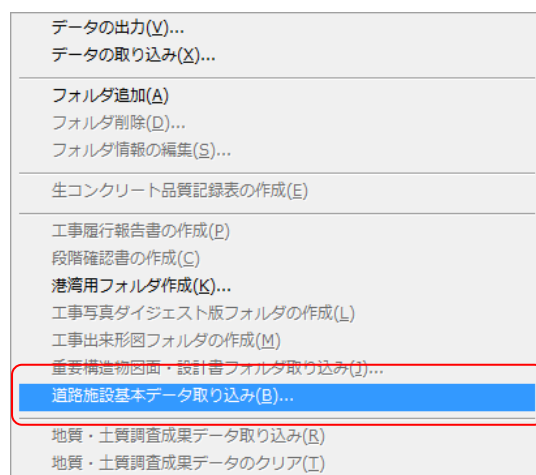 データの出力(V)...
データの取り込み(X)...
フォルダ追加(A)
フォルダ削除(D)...
フォルダ情報の編集(S)...
生コンクリート品質記録表の作成(E)
工事履行報告書の作成(P)
段階確認書の作成(C)
港湾用フォルダ作成(K)...
工事写真ダイジェスト版フォルダの作成(L)
工事出来形図フォルダの作成(M)
重要構造物図面・設計書フォルダ取り込み(J)...
道路施設基本データ取り込み(B)...
地質・土質調査成果データ取り込み(R)
地質・土質調査成果データのクリア(T)